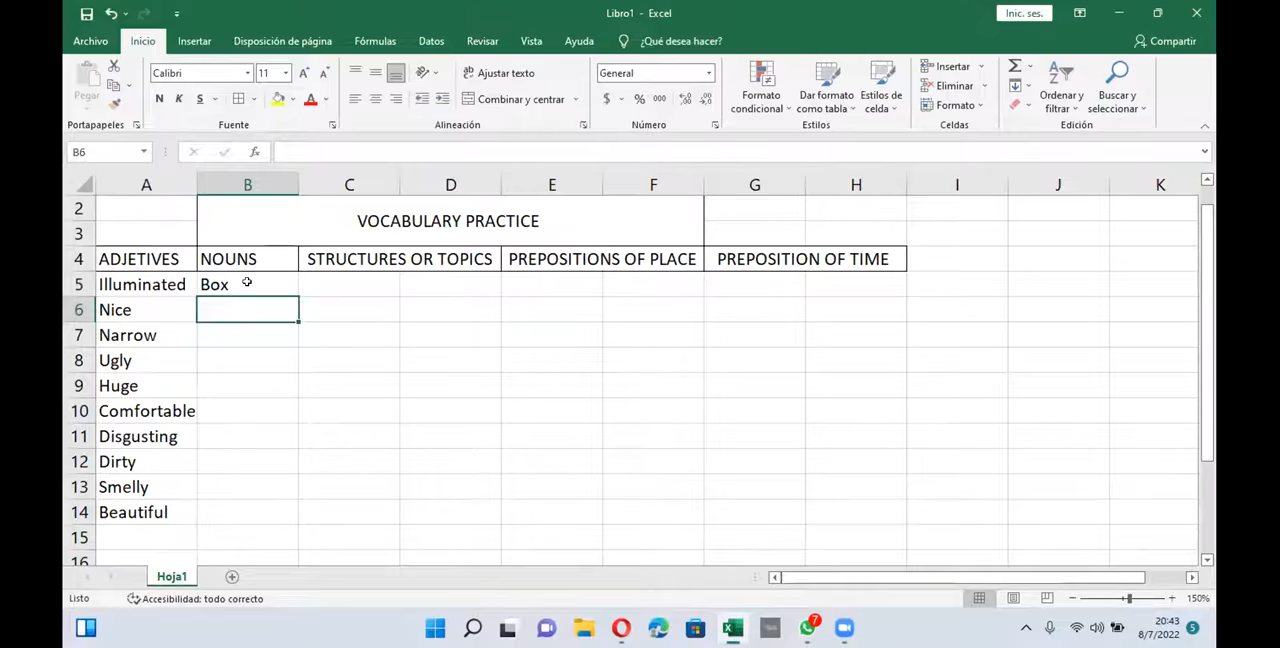 Libro1 - Excel
Inic. ses.
Archivo Inicio Insertar Disposición de página Fórmulas Datos Revisar Vista Ayuda ¿Qué desea hacer? Compartir
Pegar
Calibri 11
N K S
A A
Ajustar texto
Combinar y centrar
General
$ % 000
Formato condicional
Dar formato como tabla
Estilos de celda
Insertar
Eliminar
Formato
Ordenar y filtrar
Buscar y seleccionar
Portapapeles Fuente Alineación Número Estilos Celdas Edición
B6 fx
A B C D E F G H I J K
2
VOCABULARY PRACTICE
3
4 ADJETIVES NOUNS STRUCTURES OR TOPICS PREPOSITIONS OF PLACE PREPOSITION OF TIME
5 Illuminated Box
6 Nice
7 Narrow
8 Ugly
9 Huge
10 Comfortable
11 Disgusting
12 Dirty
13 Smelly
14 Beautiful
15
16
Hoja1
Listo Accesibilidad: todo correcto 150%
7
20:43
8/7/2022
5